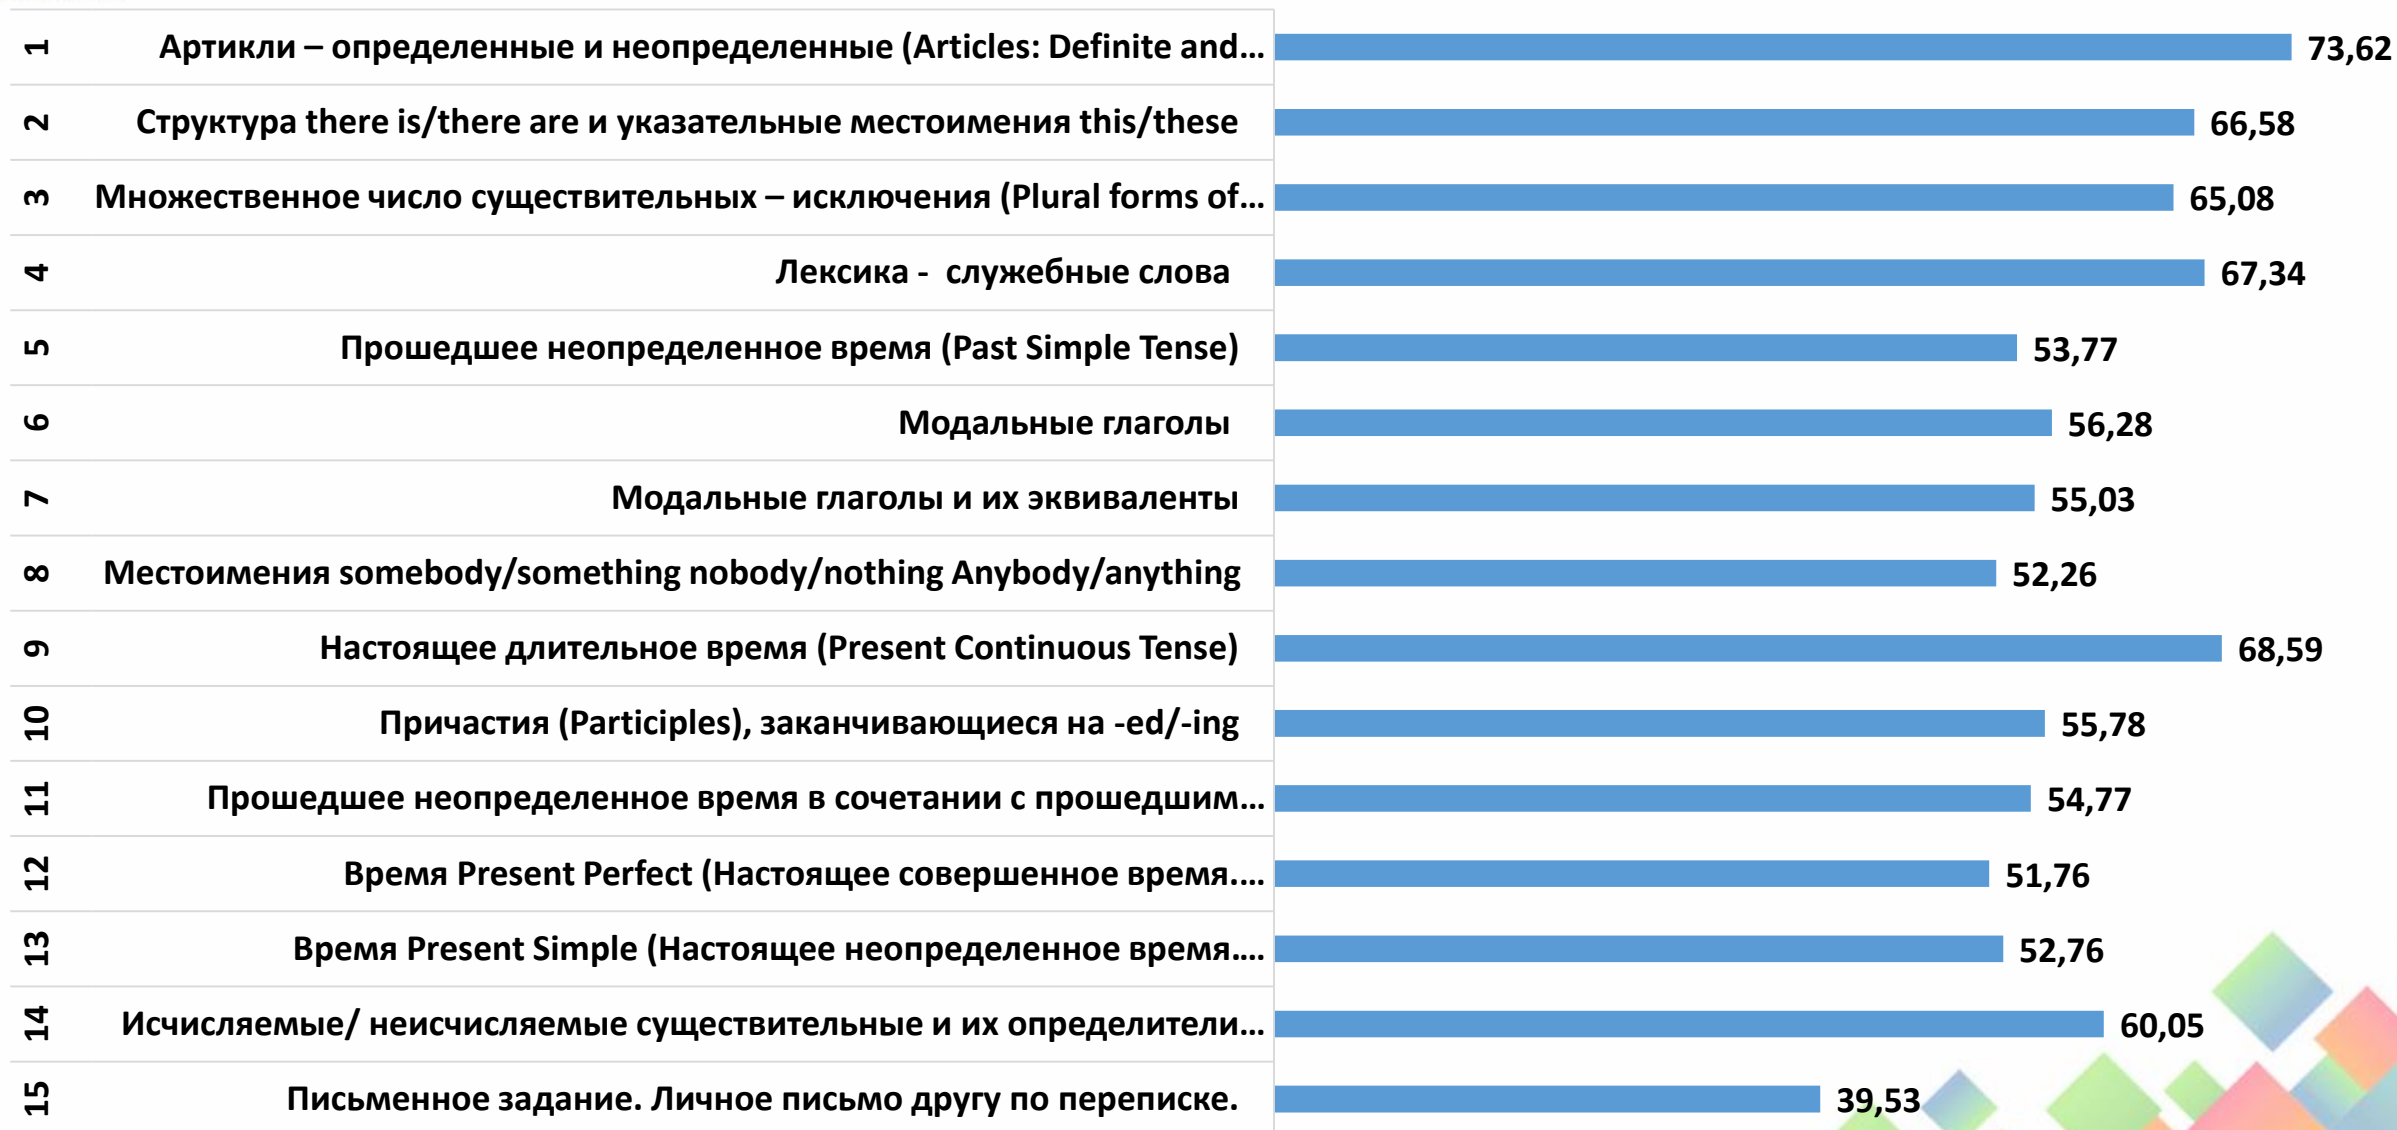 1 Артикли – определенные и неопределенные (Articles: Definite and… 73,62
2 Структура there is/there are и указательные местоимения this/these 66,58
3 Множественное число существительных – исключения (Plural forms of… 65,08
4 Лексика - служебные слова 67,34
5 Прошедшее неопределенное время (Past Simple Tense) 53,77
6 Модальные глаголы 56,28
7 Модальные глаголы и их эквиваленты 55,03
8 Местоимения somebody/something nobody/nothing Anybody/anything 52,26
9 Настоящее длительное время (Present Continuous Tense) 68,59
10 Причастия (Participles), заканчивающиеся на -ed/-ing 55,78
11 Прошедшее неопределенное время в сочетании с прошедшим… 54,77
12 Время Present Perfect (Настоящее совершенное время.… 51,76
13 Время Present Simple (Настоящее неопределенное время.… 52,76
14 Исчисляемые/ неисчисляемые существительные и их определители… 60,05
15 Письменное задание. Личное письмо другу по переписке. 39,53